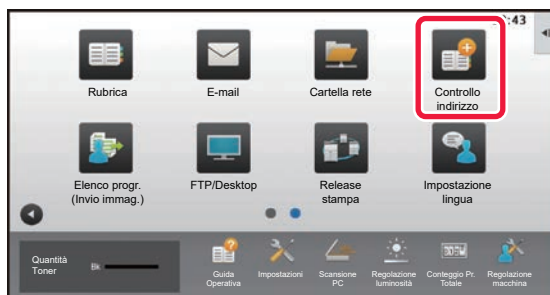 :43
Rubrica
E-mail
Cartella rete
Controllo
indirizzo
Elenco progr.
(Invio immag.)
FTP/Desktop
Release
stampa
Impostazione
lingua
Quantità
Toner
Bk
Guida
Operativa
Impostazioni
Scansione
PC
Regolazione
luminosità
Conteggio Pr.
Totale
Regolazione
macchina